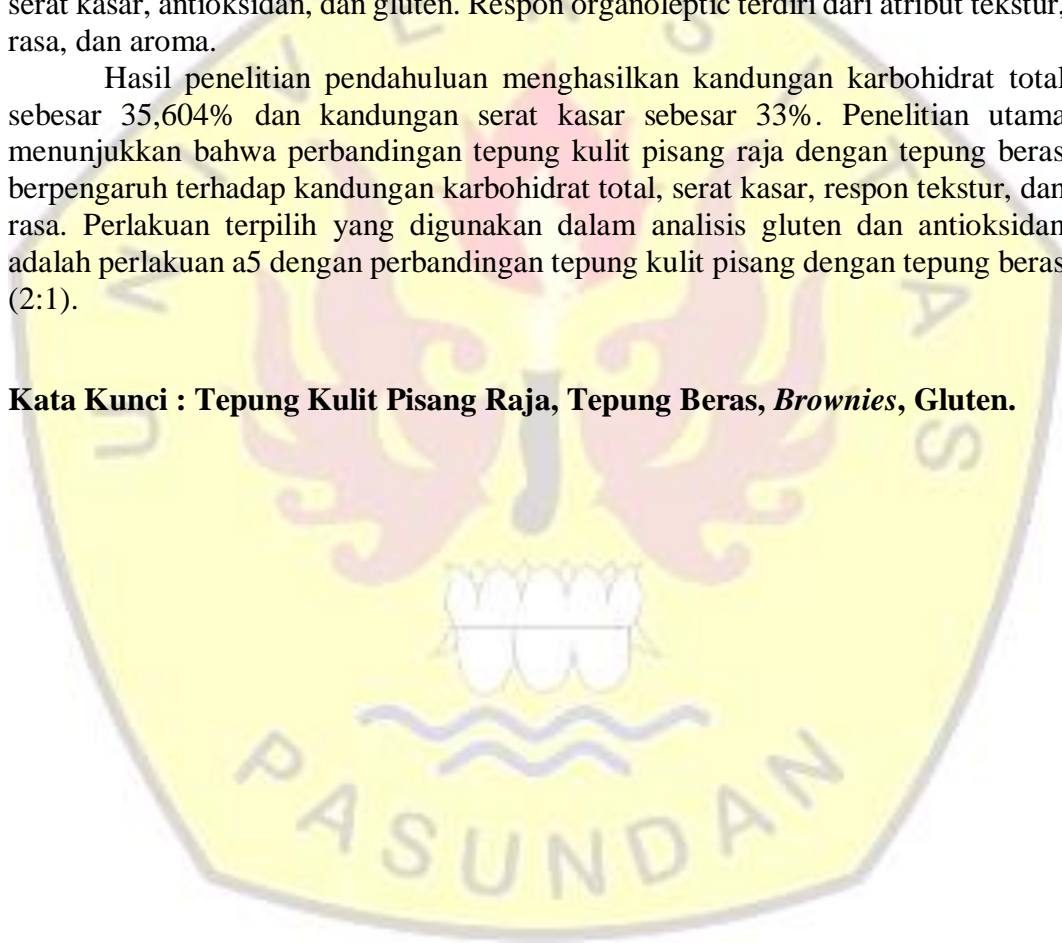 serat kasar, antioksidan, dan gluten. Respon organoleptic terdiri dari atribut tekstur,
rasa, dan aroma.
Hasil penelitian pendahuluan menghasilkan kandungan karbohidrat total
sebesar 35,604% dan kandungan serat kasar sebesar 33%. Penelitian utama
menunjukkan bahwa perbandingan tepung kulit pisang raja dengan tepung beras
berpengaruh terhadap kandungan karbohidrat total, serat kasar, respon tekstur, dan
rasa. Perlakuan terpilih yang digunakan dalam analisis gluten dan antioksidan
adalah perlakuan a5 dengan perbandingan tepung kulit pisang dengan tepung beras
(2:1).
Kata Kunci : Tepung Kulit Pisang Raja, Tepung Beras, Brownies, Gluten.
UNIVERSITAS
PASUNDAN